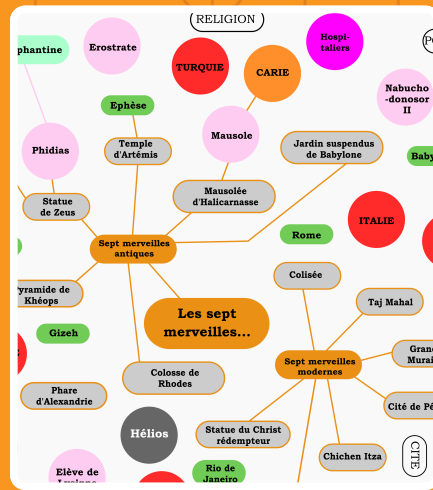 RELIGION
phantine
Erostrate
TURQUIE
CARIE
Hospi-
taliers
Nabucho
-donosor
II
Ephèse
Mausole
Phidias
Temple
d'Artémis
Jardin suspendus
de Babylone
Baby
Statue
de Zeus
Mausolée
d'Halicarnasse
ITALIE
Rome
Sept merveilles
antiques
Colisée
Pyramide de
Khéops
Les sept
merveilles...
Taj Mahal
Gizeh
Sept merveilles
modernes
Gran
Murai
Colosse de
Rhodes
Phare
d'Alexandrie
Cité de Pé
Hélios
Statue du Christ
rédempteur
Chichen Itza
CITE
Elève de
Rio de
Janeiro